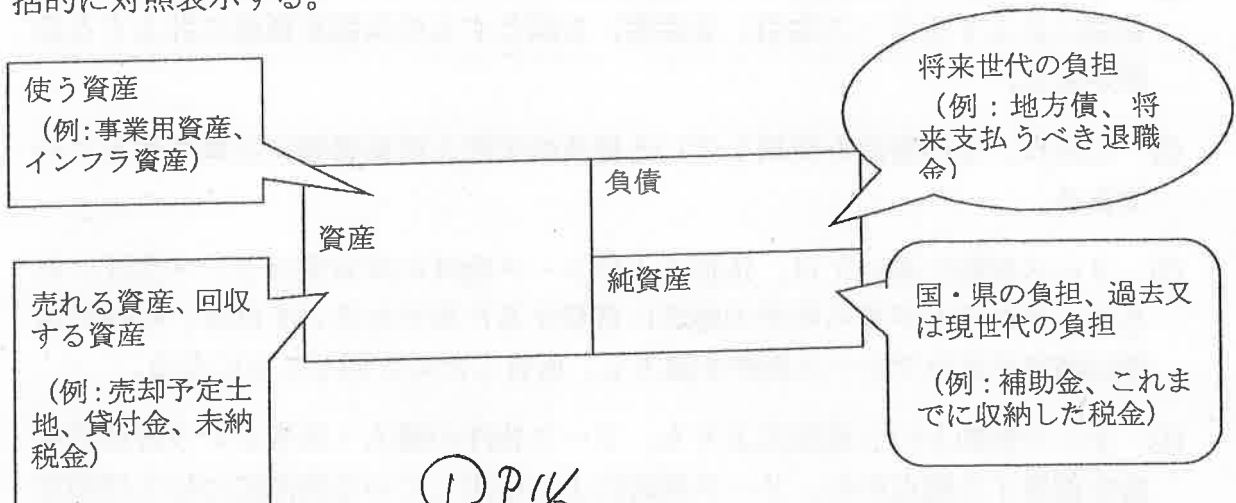 括的に対照表示する。
使う資産
（例：事業用資産、
インフラ資産）
将来世代の負担
（例：地方債、将
来支払うべき退職
金）
資産
負債
純資産
売れる資産、回収
する資産
（例：売却予定土
地、貸付金、未納
税金）
国・県の負担、過去又
は現世代の負担
（例：補助金、これま
でに収納した税金）
① P